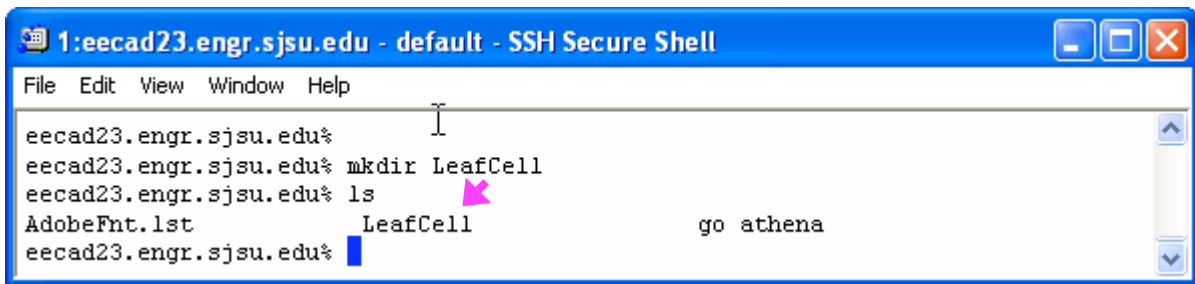 1:eecad23.engr.sjsu.edu - default - SSH Secure Shell
File Edit View Window Help
eecad23.engr.sjsu.edu%
eecad23.engr.sjsu.edu% mkdir LeafCell
eecad23.engr.sjsu.edu% ls
AdobeFnt.lst LeafCell go athena
eecad23.engr.sjsu.edu%